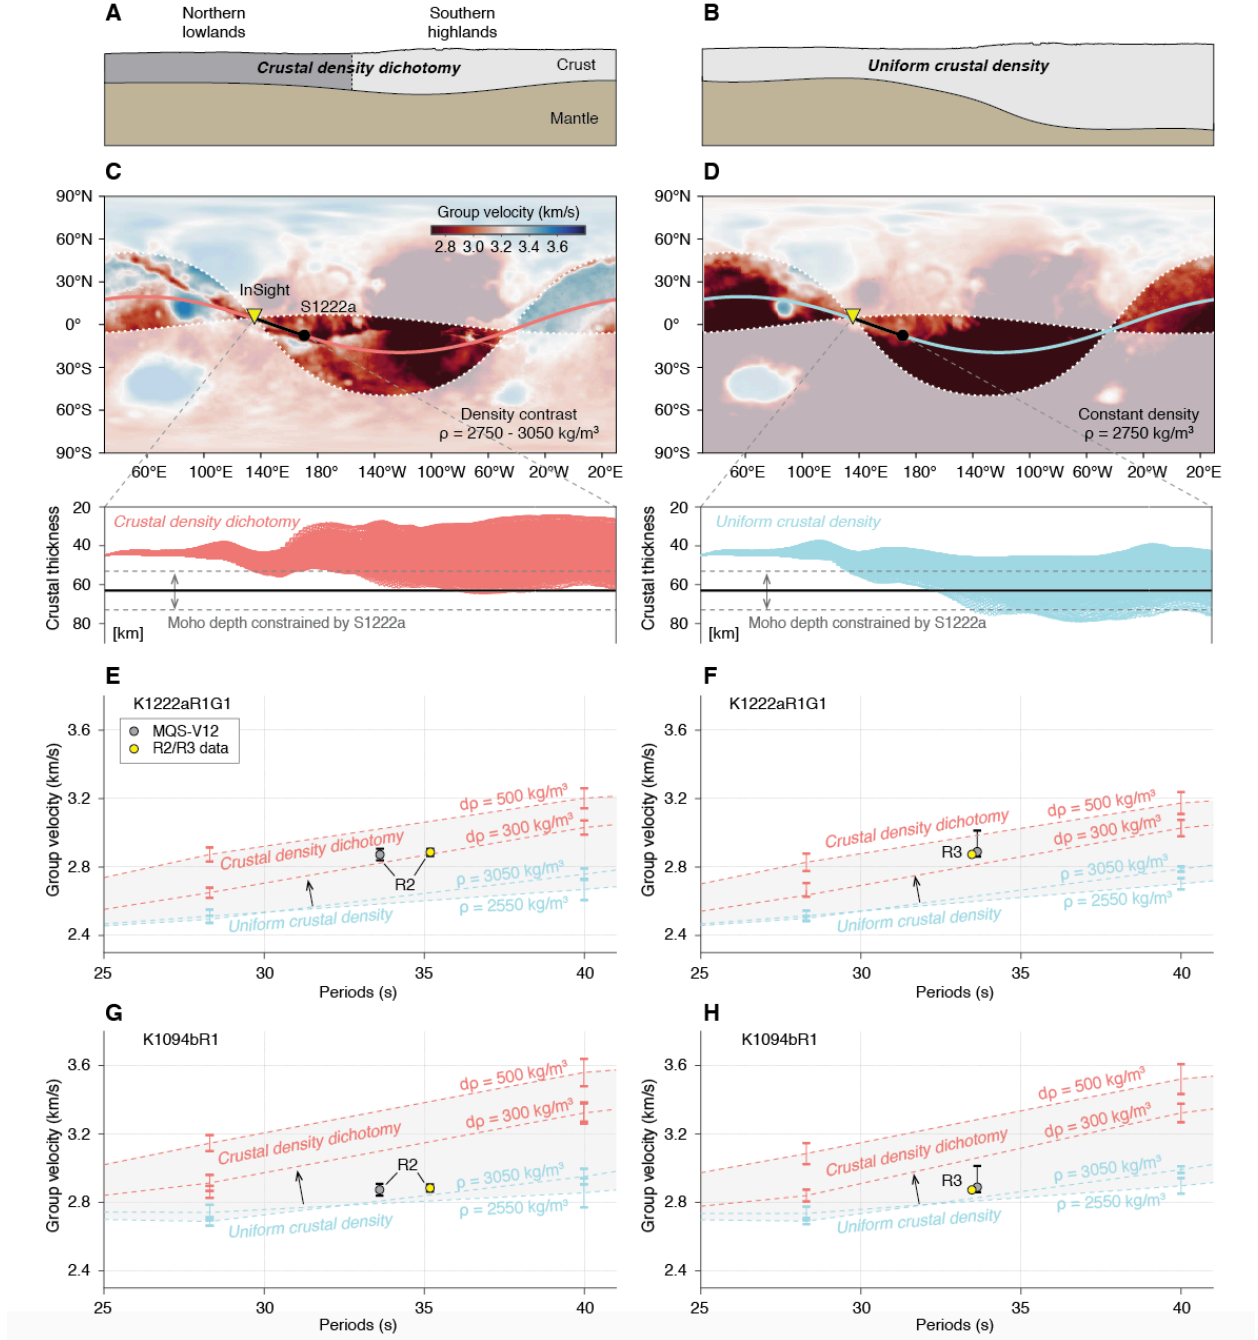 A
B
Northern
lowlands
Southern
highlands
Crustal density dichotomy
Crust
Mantle
Uniform crustal density
C
D
90°N
60°N
30°N
0°
30°S
60°S
90°S
Group velocity (km/s)
2.8 3.0 3.2 3.4 3.6
InSight
S1222a
Density contrast
ρ = 2750 - 3050 kg/m³
60°E 100°E 140°E 180° 140°W 100°W 60°W 20°W 20°E
90°N
60°N
30°N
0°
30°S
60°S
90°S
Constant density
ρ = 2750 kg/m³
60°E 100°E 140°E 180° 140°W 100°W 60°W 20°W 20°E
Crustal thickness
20
40
60
80
Crustal density dichotomy
Moho depth constrained by S1222a
[km]
Crustal thickness
20
40
60
80
Uniform crustal density
Moho depth constrained by S1222a
[km]
E
K1222aR1G1
MQS-V12
R2/R3 data
Group velocity (km/s)
3.6
3.2
2.8
2.4
dρ = 500 kg/m³
dρ = 300 kg/m³
Crustal density dichotomy
R2
ρ = 3050 kg/m³
ρ = 2550 kg/m³
Uniform crustal density
25 30 35 40
Periods (s)
F
K1222aR1G1
Group velocity (km/s)
3.6
3.2
2.8
2.4
dρ = 500 kg/m³
dρ = 300 kg/m³
Crustal density dichotomy
R3
ρ = 3050 kg/m³
ρ = 2550 kg/m³
Uniform crustal density
25 30 35 40
Periods (s)
G
K1094bR1
Group velocity (km/s)
3.6
3.2
2.8
2.4
dρ = 500 kg/m³
dρ = 300 kg/m³
Crustal density dichotomy
R2
ρ = 3050 kg/m³
ρ = 2550 kg/m³
Uniform crustal density
25 30 35 40
Periods (s)
H
K1094bR1
Group velocity (km/s)
3.6
3.2
2.8
2.4
dρ = 500 kg/m³
dρ = 300 kg/m³
Crustal density dichotomy
R3
ρ = 3050 kg/m³
ρ = 2550 kg/m³
Uniform crustal density
25 30 35 40
Periods (s)